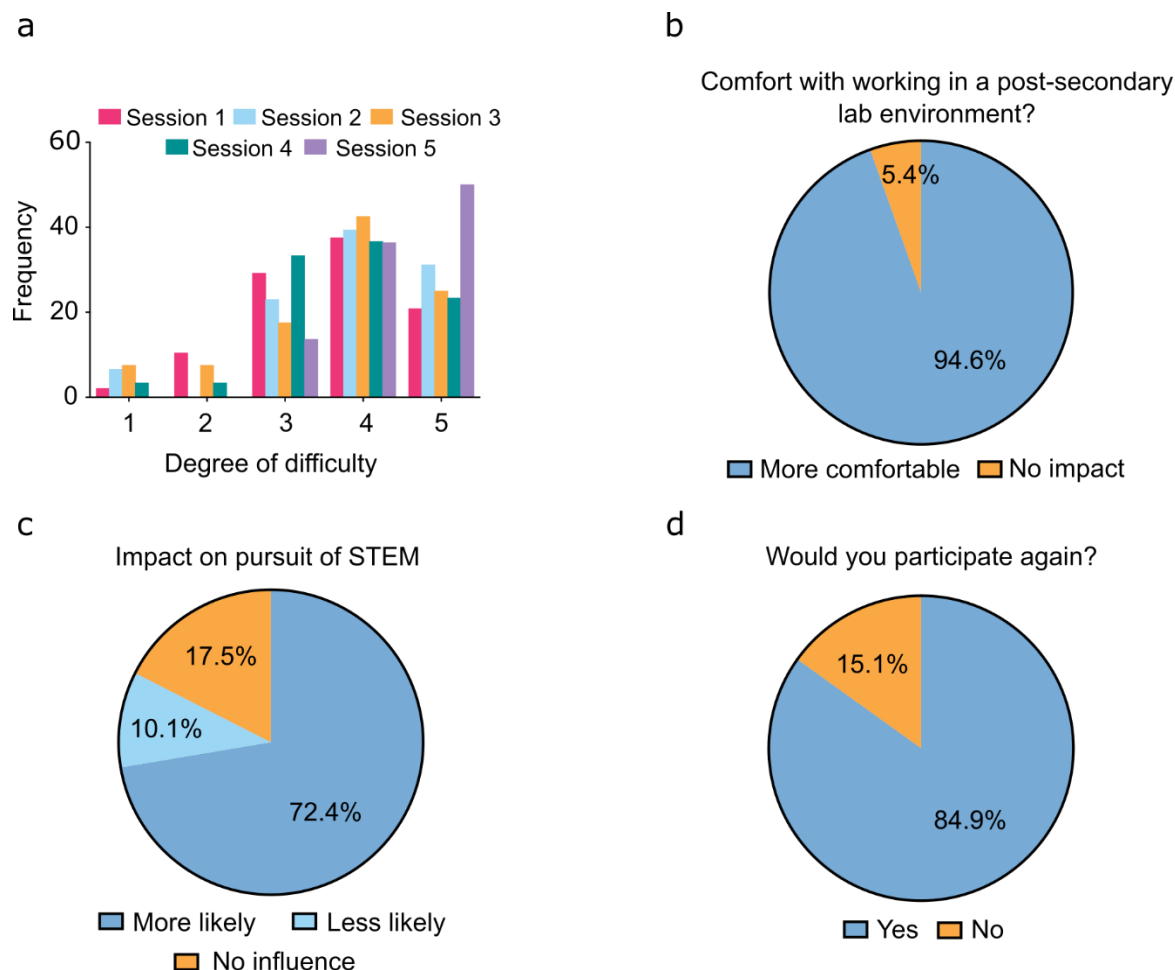 a
Session 1 Session 2 Session 3
Session 4 Session 5
60
40
20
0
Frequency
1 2 3 4 5
Degree of difficulty
b
Comfort with working in a post-secondary
lab environment?
5.4%
94.6%
More comfortable No impact
c
Impact on pursuit of STEM
17.5%
10.1%
72.4%
More likely Less likely
No influence
d
Would you participate again?
15.1%
84.9%
Yes No